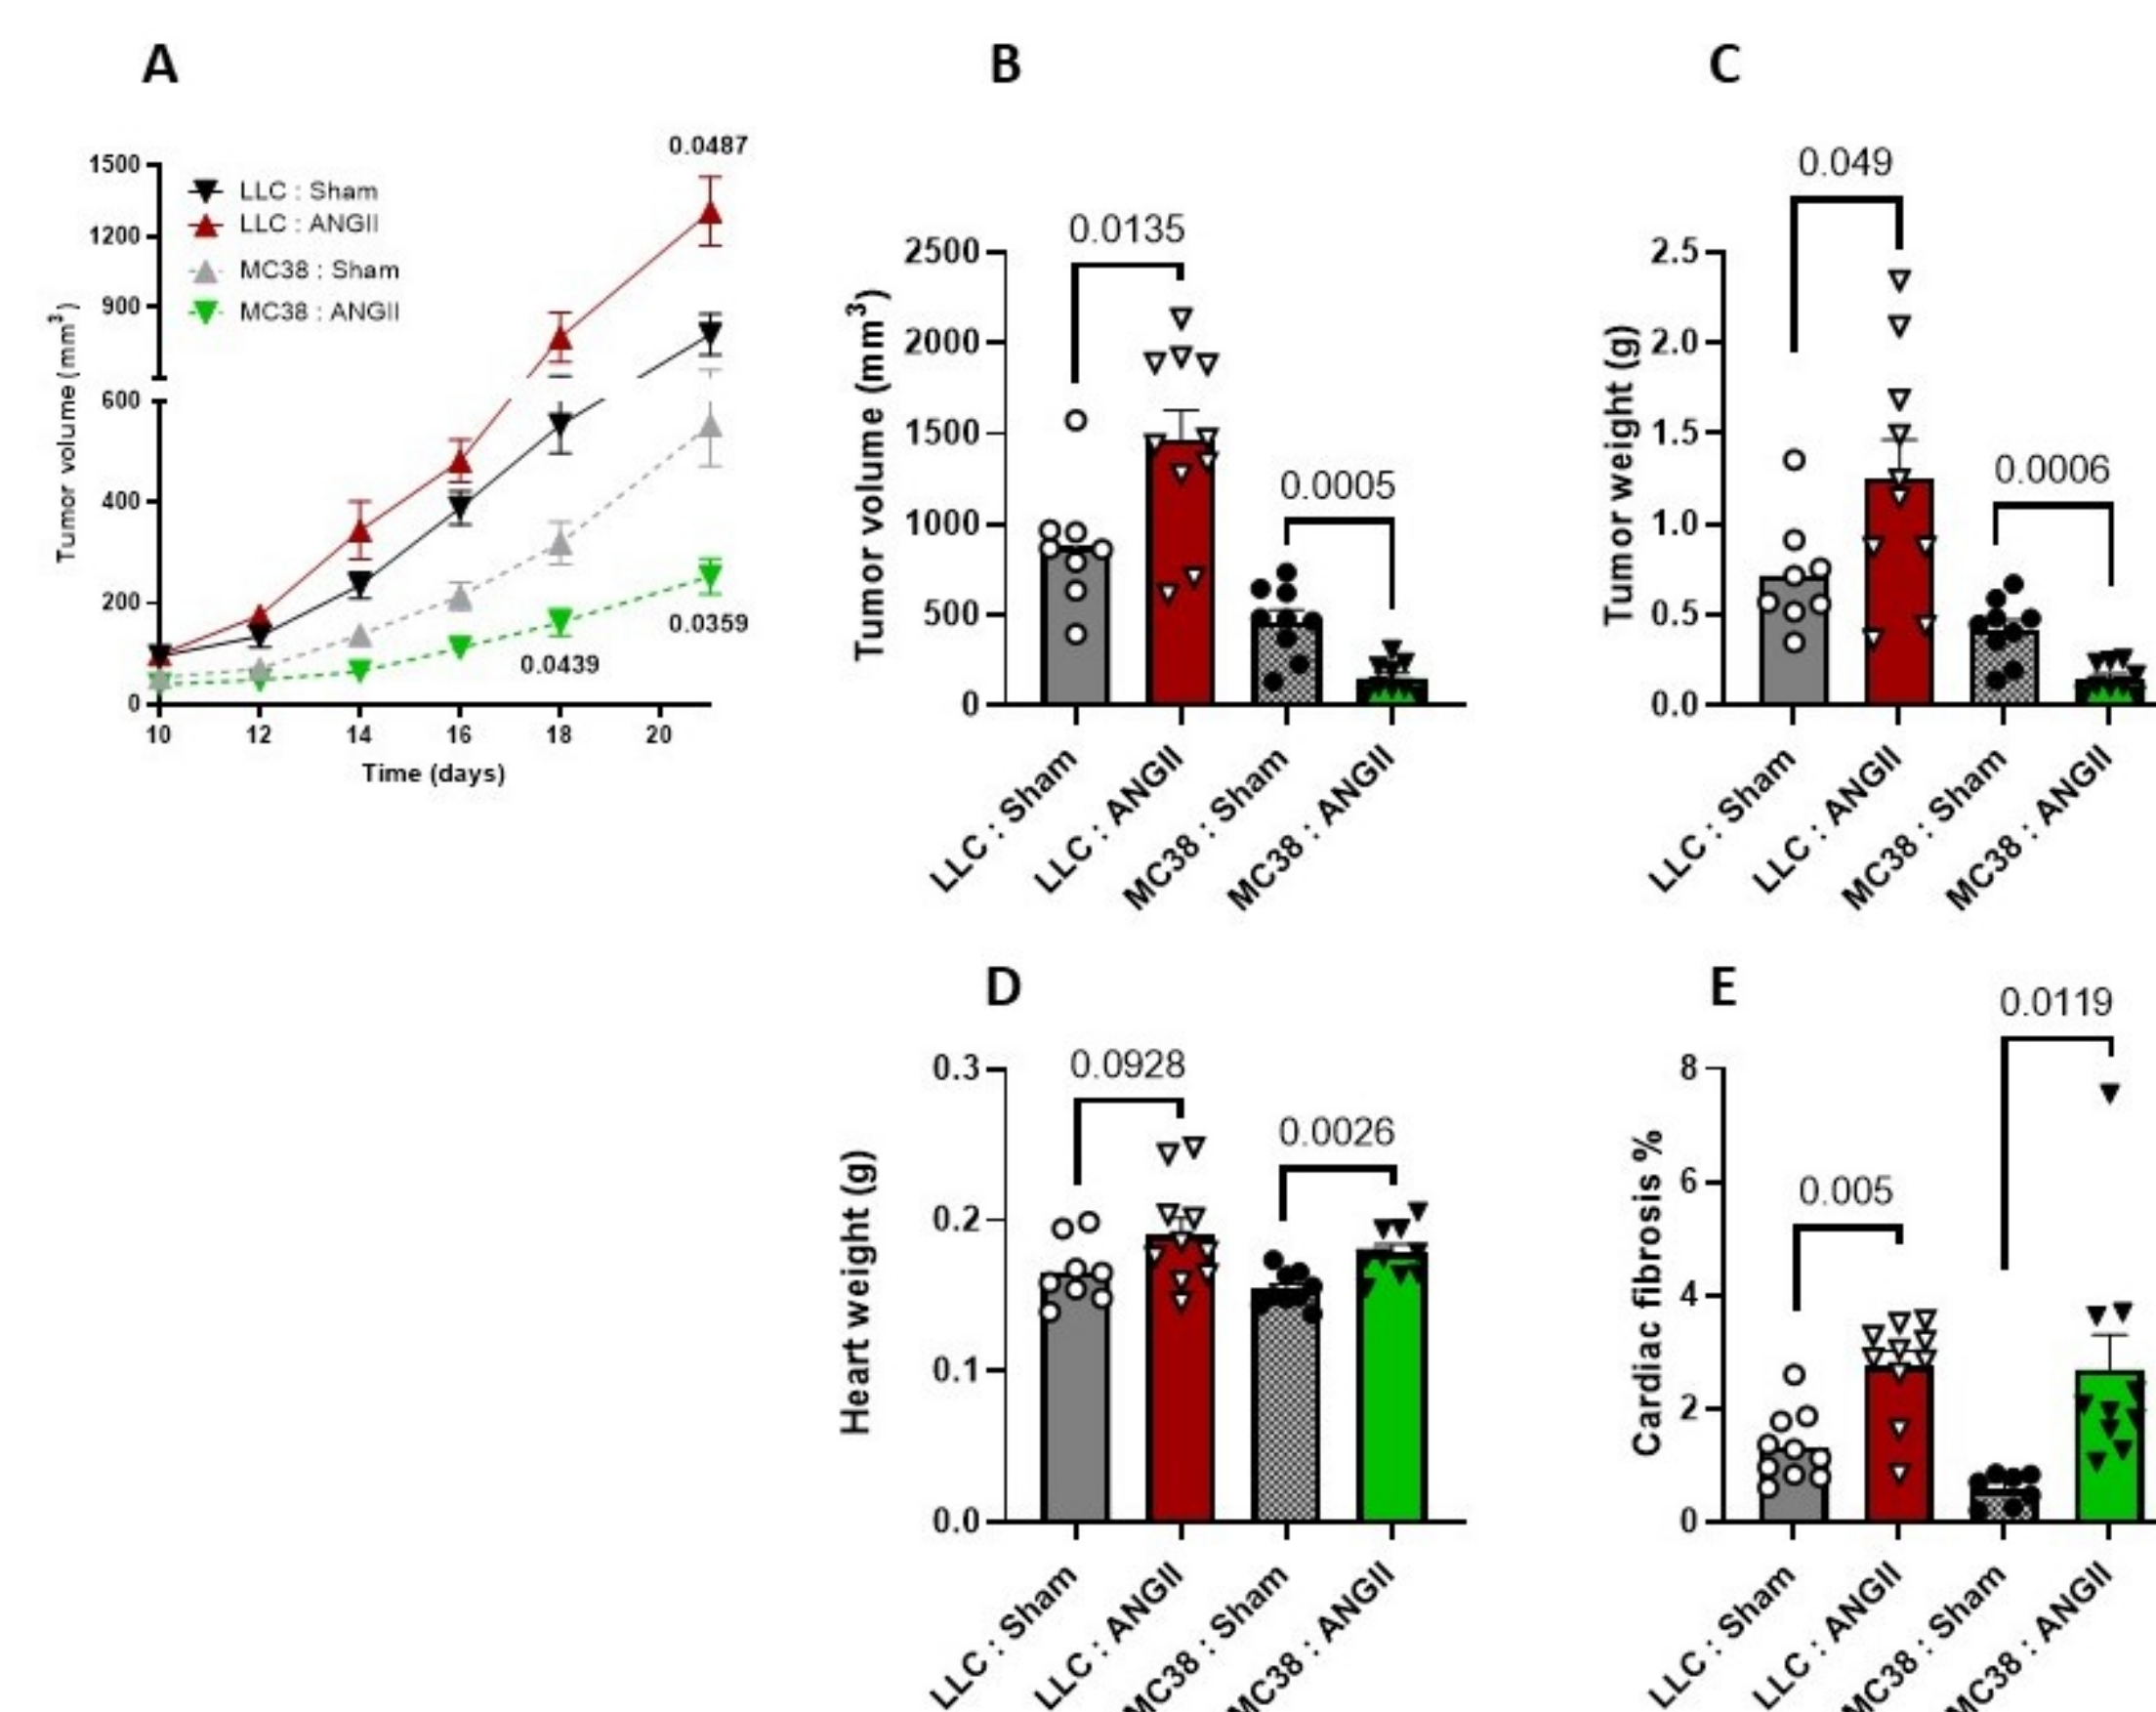 A
0.0487
1500
1200
900
600
400
200
0
LLC : Sham
LLC : ANGII
MC38 : Sham
MC38 : ANGII
0.0359
0.0439
10 12 14 16 18 20
Time (days)
Tumor volume (mm³)
B
0.0135
0.0005
2500
2000
1500
1000
500
0
Tumor volume (mm³)
LLC : Sham
LLC : ANGII
MC38 : Sham
MC38 : ANGII
C
0.049
0.0006
2.5
2.0
1.5
1.0
0.5
0.0
Tumor weight (g)
LLC : Sham
LLC : ANGII
MC38 : Sham
MC38 : ANGII
D
0.0928
0.0026
0.3
0.2
0.1
0.0
Heart weight (g)
LLC : Sham
LLC : ANGII
MC38 : Sham
MC38 : ANGII
E
0.0119
0.005
8
6
4
2
0
Cardiac fibrosis %
LLC : Sham
LLC : ANGII
MC38 : Sham
MC38 : ANGII